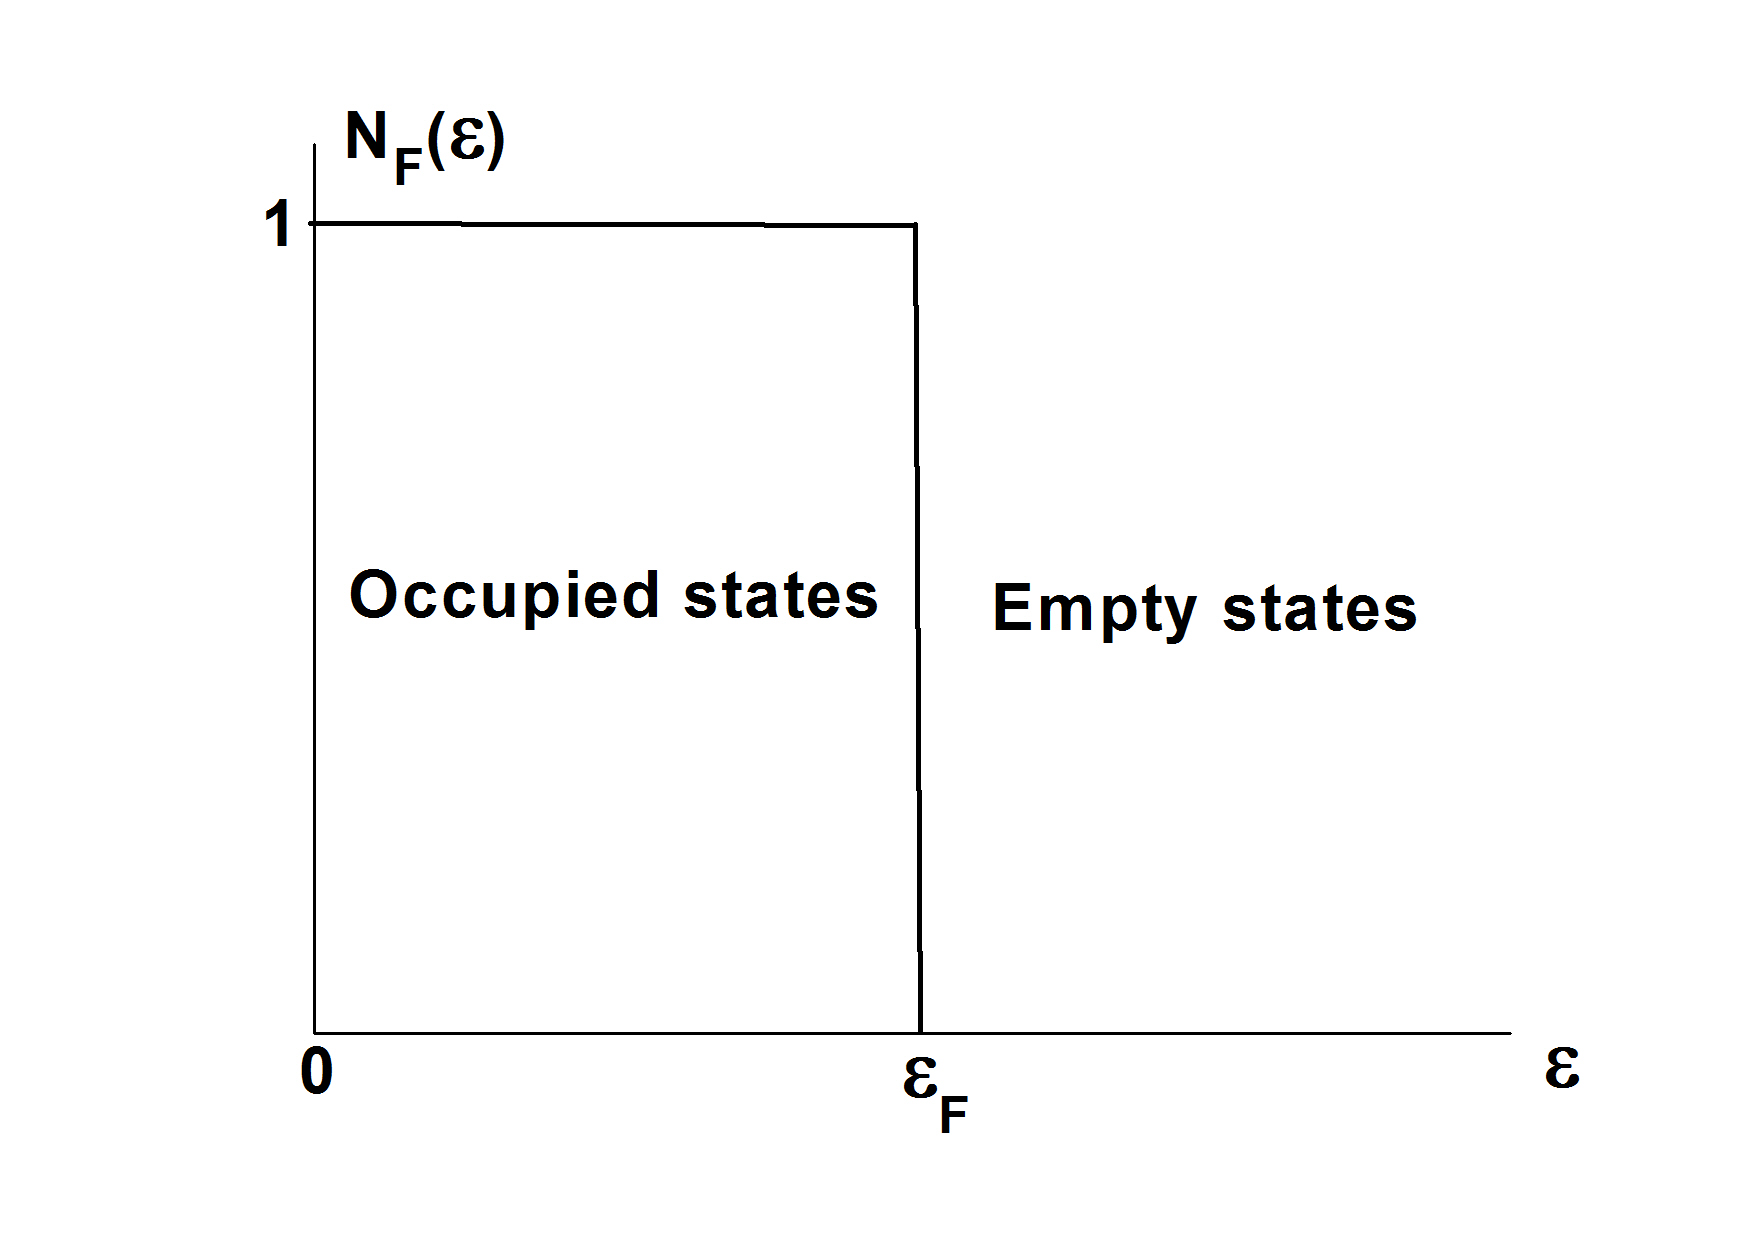 N_F(ε)
1
Occupied states
Empty states
0
ε_F
ε